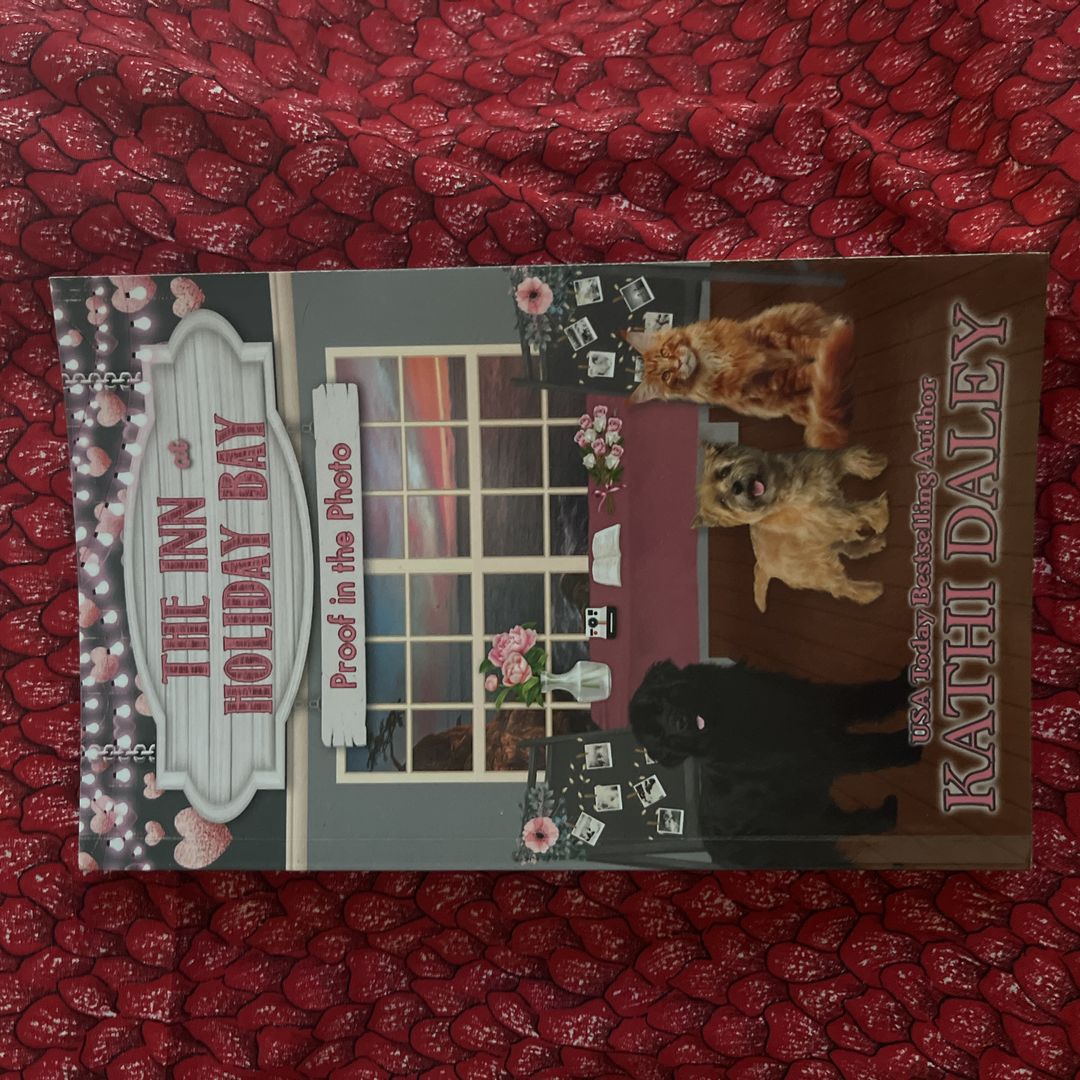 THE INN
at
HOLIDAY BAY
Proof in the Photo
USA Today Bestselling Author
KATHI DALEY